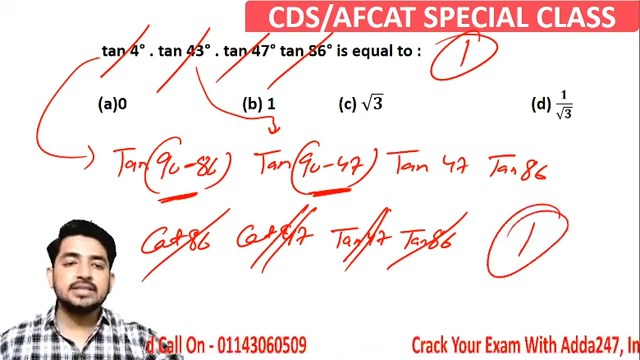 CDS/AFCAT SPECIAL CLASS
tan 4° . tan 43° . tan 47° tan 86° is equal to :
1
(a)0 (b) 1 (c) √3 (d) 1/√3
Tan(90-86) Tan(90-47) Tan 47 Tan 86
Cot 86 Cot 47 Tan 47 Tan 86 1
d Call On - 01143060509 Crack Your Exam With Adda247, In